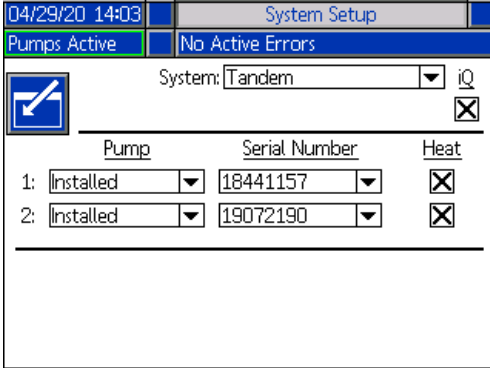 04/29/20 14:03 System Setup
Pumps Active No Active Errors
System: Tandem iQ
Pump Serial Number Heat
1: Installed 18441157
2: Installed 19072190